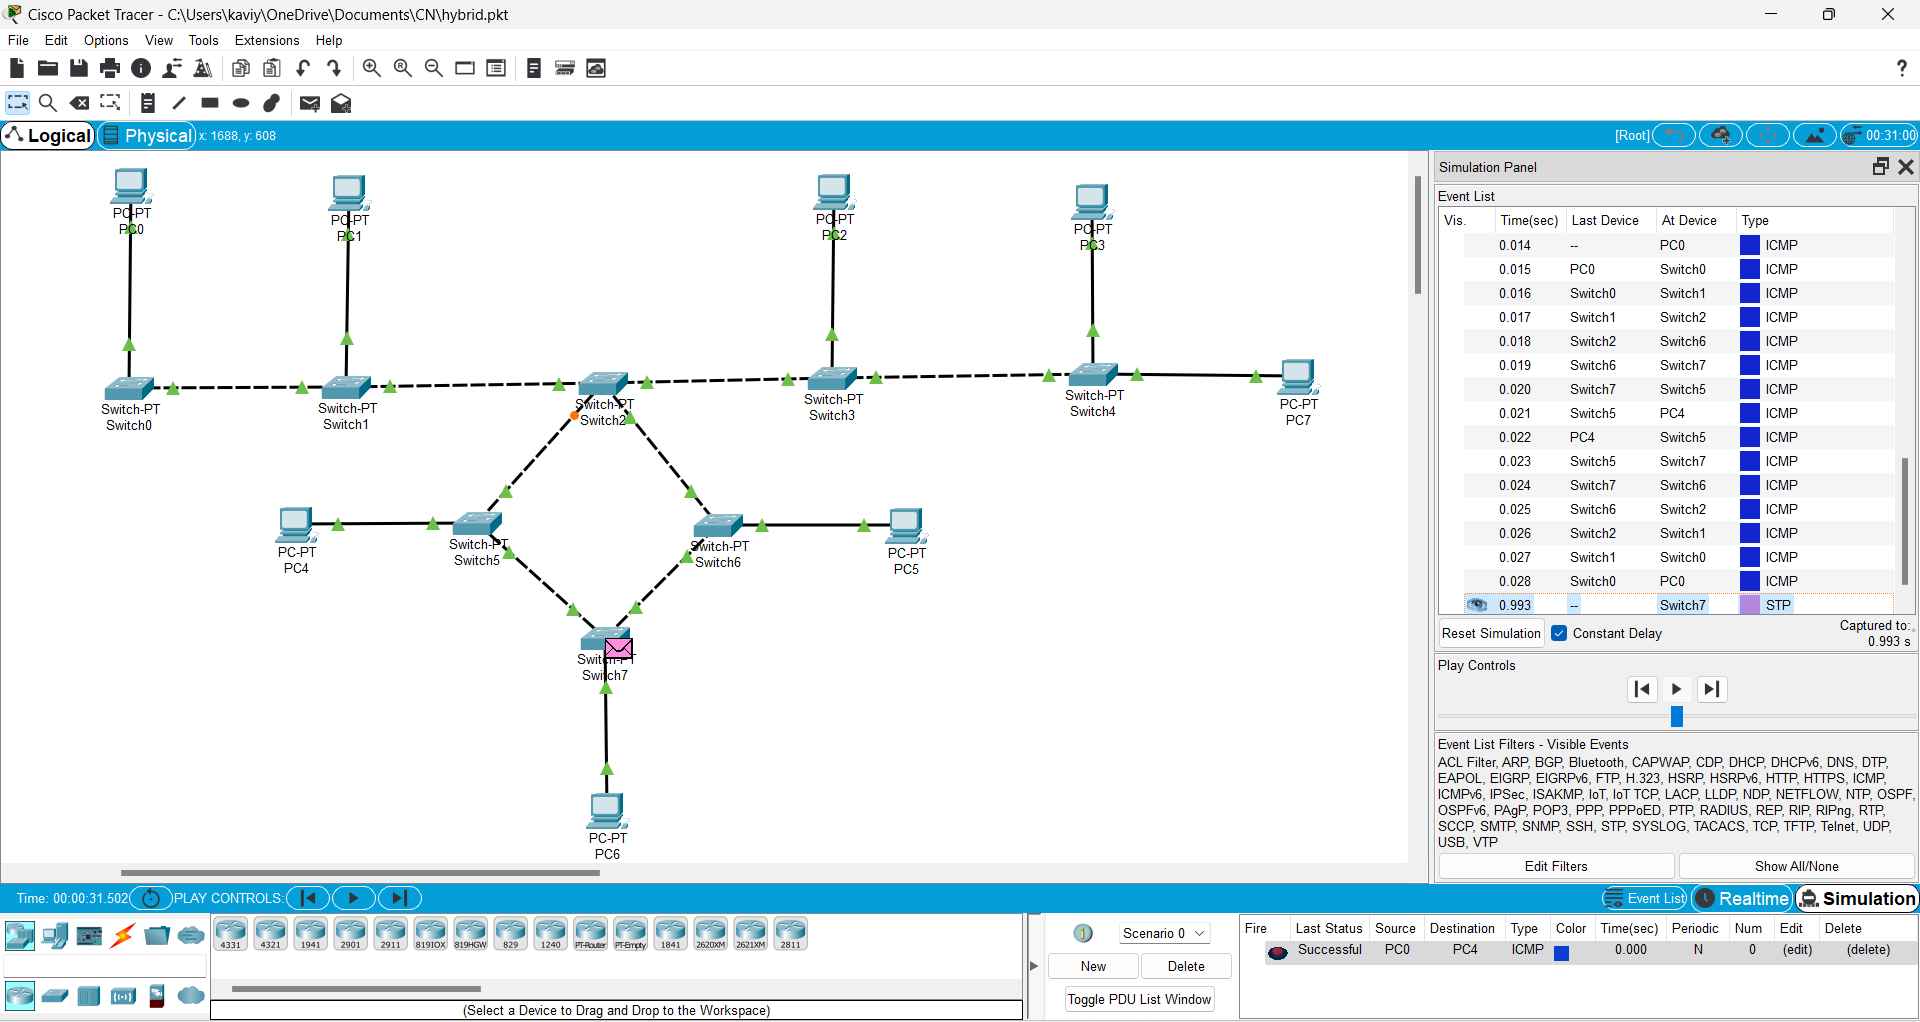 Cisco Packet Tracer - C:\Users\kaviy\OneDrive\Documents\CN\hybrid.pkt
File Edit Options View Tools Extensions Help
Logical Physical x: 1688, y: 608 [Root] 00:31:00
PC-PT
PC0
PC-PT
PC1
PC-PT
PC2
PC-PT
PC3
Switch-PT
Switch0
Switch-PT
Switch1
Switch-PT
Switch2
Switch-PT
Switch3
Switch-PT
Switch4
PC-PT
PC7
PC-PT
PC4
Switch-PT
Switch5
Switch-PT
Switch6
PC-PT
PC5
Switch-PT
Switch7
PC-PT
PC6
Simulation Panel
Event List
Vis. Time(sec) Last Device At Device Type
0.014 -- PC0 ICMP
0.015 PC0 Switch0 ICMP
0.016 Switch0 Switch1 ICMP
0.017 Switch1 Switch2 ICMP
0.018 Switch2 Switch6 ICMP
0.019 Switch6 Switch7 ICMP
0.020 Switch7 Switch5 ICMP
0.021 Switch5 PC4 ICMP
0.022 PC4 Switch5 ICMP
0.023 Switch5 Switch7 ICMP
0.024 Switch7 Switch6 ICMP
0.025 Switch6 Switch2 ICMP
0.026 Switch2 Switch1 ICMP
0.027 Switch1 Switch0 ICMP
0.028 Switch0 PC0 ICMP
0.993 -- Switch7 STP
Reset Simulation Constant Delay Captured to:
0.993 s
Play Controls
Event List Filters - Visible Events
ACL Filter, ARP, BGP, Bluetooth, CAPWAP, CDP, DHCP, DHCPv6, DNS, DTP,
EAPOL, EIGRP, EIGRPv6, FTP, H.323, HSRP, HSRPv6, HTTP, HTTPS, ICMP,
ICMPv6, IPSec, ISAKMP, IoT, IoT TCP, LACP, LLDP, NDP, NETFLOW, NTP, OSPF,
OSPFv6, PAgP, POP3, PPP, PPPoED, PTP, RADIUS, REP, RIP, RIPng, RTP,
SCCP, SMTP, SNMP, SSH, STP, SYSLOG, TACACS, TCP, TFTP, Telnet, UDP,
USB, VTP
Edit Filters Show All/None
Time: 00:00:31.502 PLAY CONTROLS: Event List Realtime Simulation
4331 4321 1941 2901 2911 819IOX 819HGW 829 1240 PT-Router PT-Empty 1841 2620XM 2621XM 2811
(Select a Device to Drag and Drop to the Workspace)
1 Scenario 0
New Delete
Toggle PDU List Window
Fire Last Status Source Destination Type Color Time(sec) Periodic Num Edit Delete
Successful PC0 PC4 ICMP 0.000 N 0 (edit) (delete)